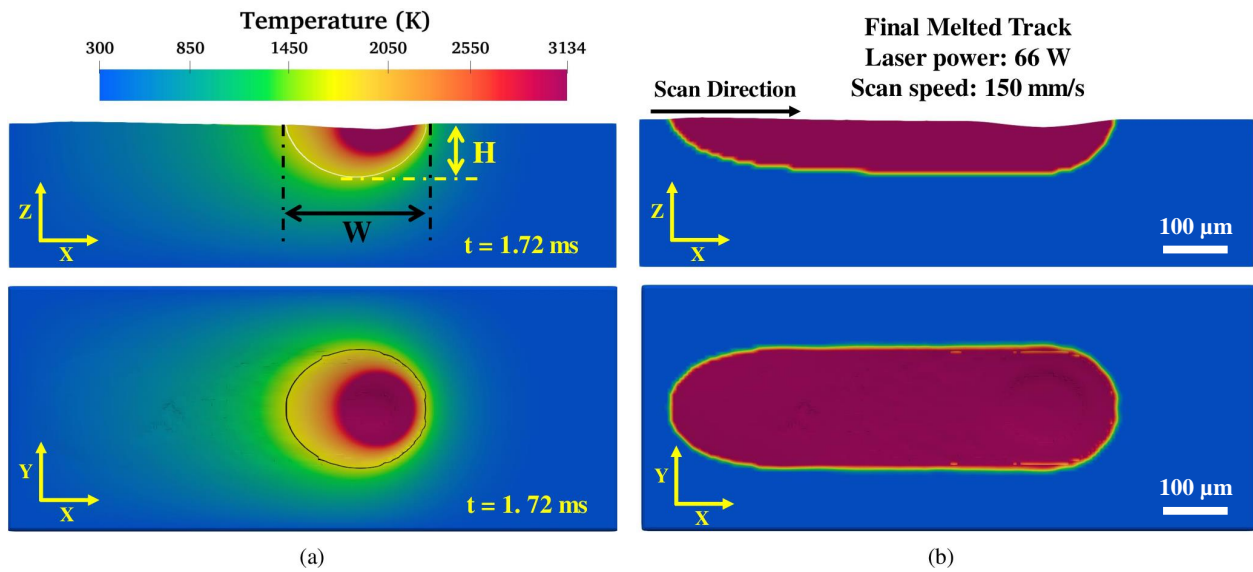 Temperature (K)
300 850 1450 2050 2550 3134
H
W
Z
X
t = 1.72 ms
Y
X
t = 1. 72 ms
(a)
Final Melted Track
Laser power: 66 W
Scan speed: 150 mm/s
Scan Direction
Z
X
100 µm
Y
X
100 µm
(b)